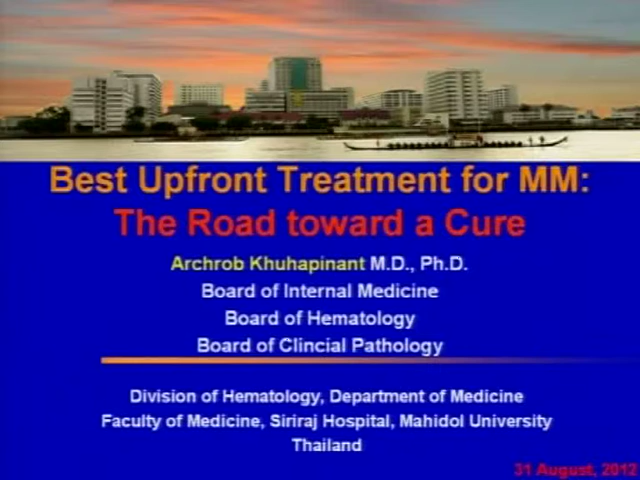 Best Upfront Treatment for MM:
The Road toward a Cure
Archrob Khuhapinant M.D., Ph.D.
Board of Internal Medicine
Board of Hematology
Board of Clincial Pathology
Division of Hematology, Department of Medicine
Faculty of Medicine, Siriraj Hospital, Mahidol University
Thailand
31 August, 2012